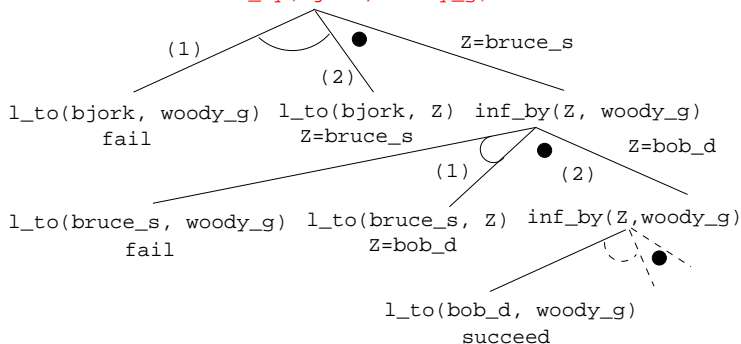 (1)
Z=bruce_s
(2)
l_to(bjork, woody_g) l_to(bjork, Z) inf_by(Z, woody_g)
fail Z=bruce_s
Z=bob_d
(1) (2)
l_to(bruce_s, woody_g) l_to(bruce_s, Z) inf_by(Z,woody_g)
fail Z=bob_d
l_to(bob_d, woody_g)
succeed